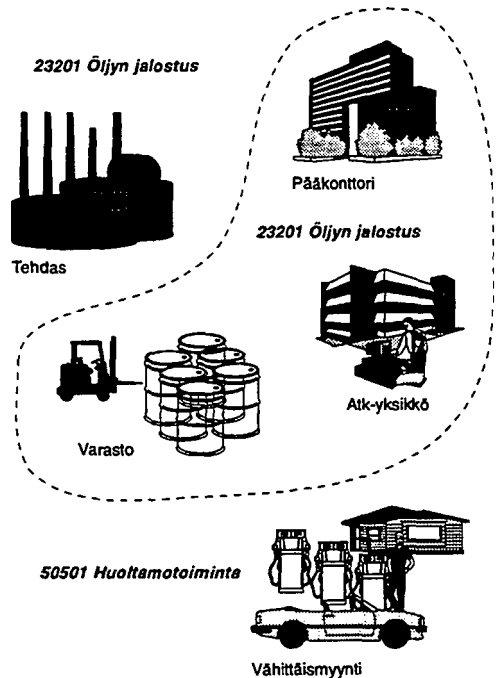 23201 Öljyn jalostus
Tehdas
Pääkonttori
23201 Öljyn jalostus
Atk-yksikkö
Varasto
50501 Huoltamotoiminta
Vähittäismyynti